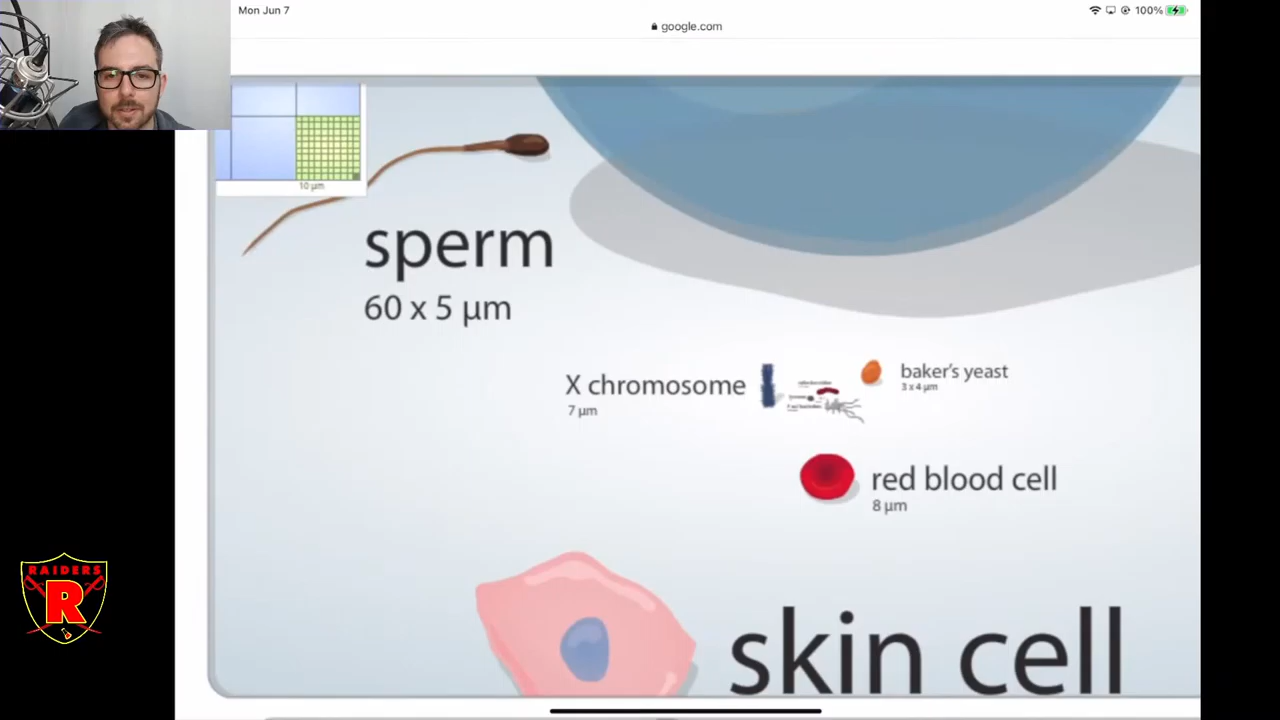 Mon Jun 7
100%
google.com
10 µm
sperm
60 x 5 µm
X chromosome
7 µm
baker's yeast
3 x 4 µm
red blood cell
8 µm
skin cell
RAIDERS
R